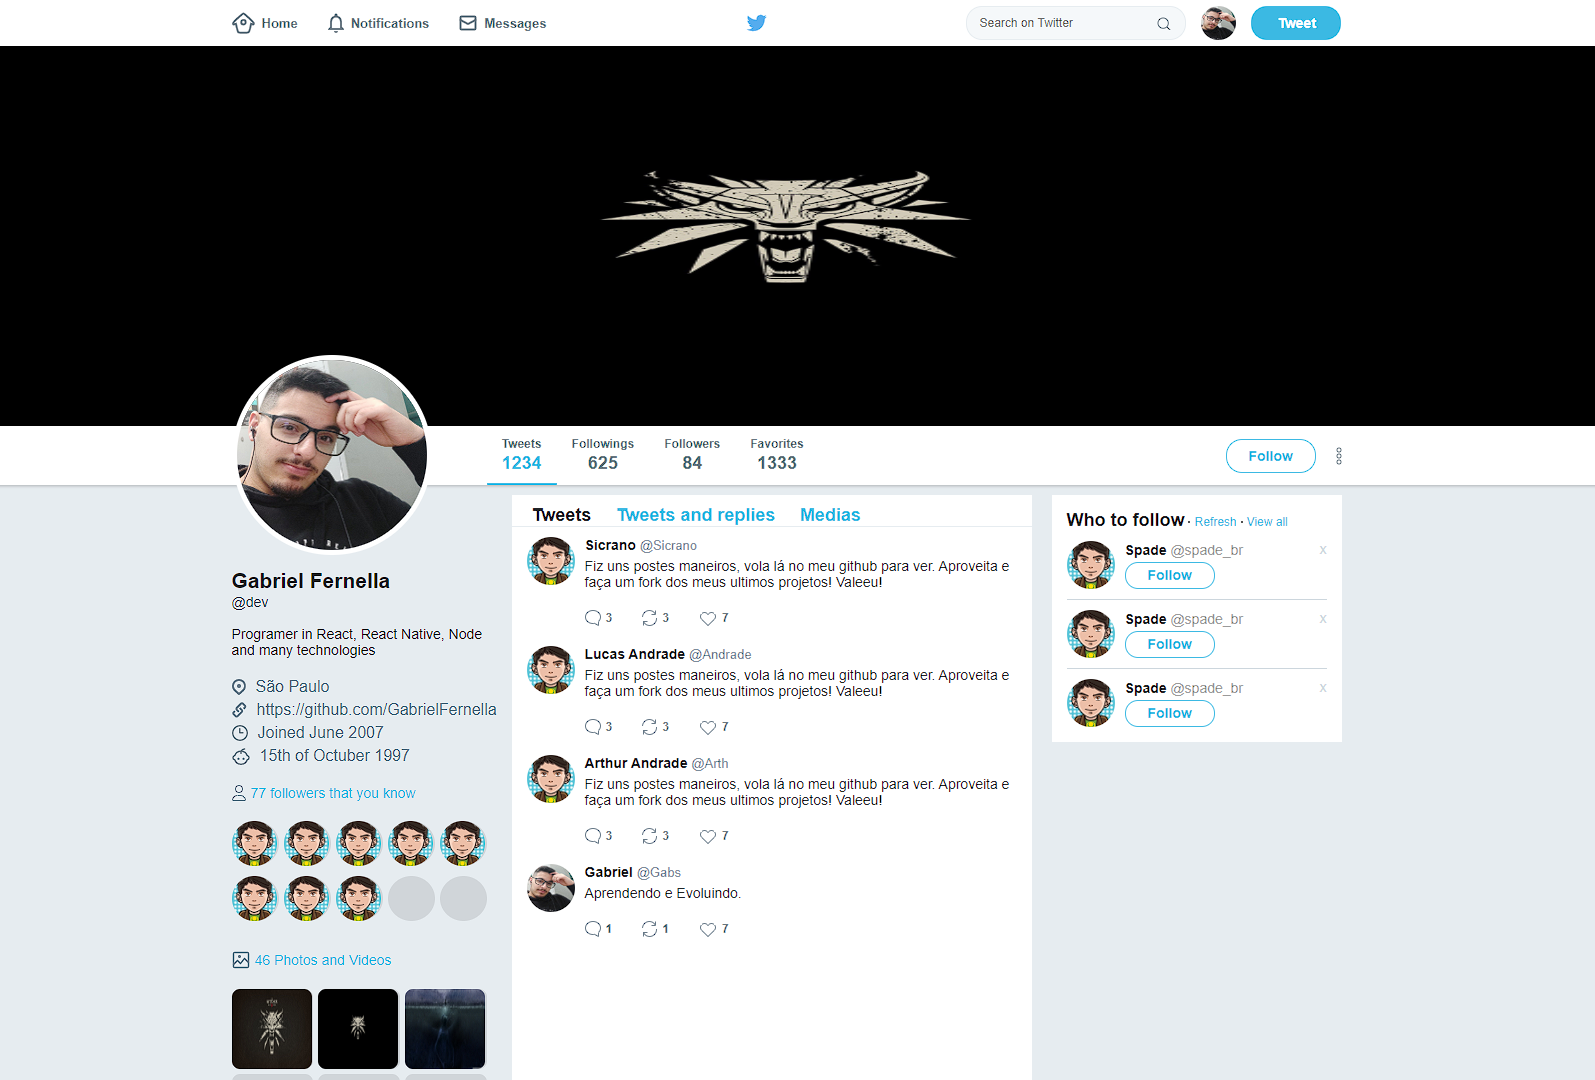 Home
Notifications
Messages
Search on Twitter
Tweet
Tweets
1234
Followings
625
Followers
84
Favorites
1333
Follow
Gabriel Fernella
@dev
Programer in React, React Native, Node
and many technologies
São Paulo
https://github.com/GabrielFernella
Joined June 2007
15th of Octuber 1997
77 followers that you know
46 Photos and Videos
Tweets Tweets and replies Medias
Sicrano @Sicrano
Fiz uns postes maneiros, vola lá no meu github para ver. Aproveita e
faça um fork dos meus ultimos projetos! Valeeu!
3 3 7
Lucas Andrade @Andrade
Fiz uns postes maneiros, vola lá no meu github para ver. Aproveita e
faça um fork dos meus ultimos projetos! Valeeu!
3 3 7
Arthur Andrade @Arth
Fiz uns postes maneiros, vola lá no meu github para ver. Aproveita e
faça um fork dos meus ultimos projetos! Valeeu!
3 3 7
Gabriel @Gabs
Aprendendo e Evoluindo.
1 1 7
Who to follow · Refresh · View all
Spade @spade_br x
Follow
Spade @spade_br x
Follow
Spade @spade_br x
Follow